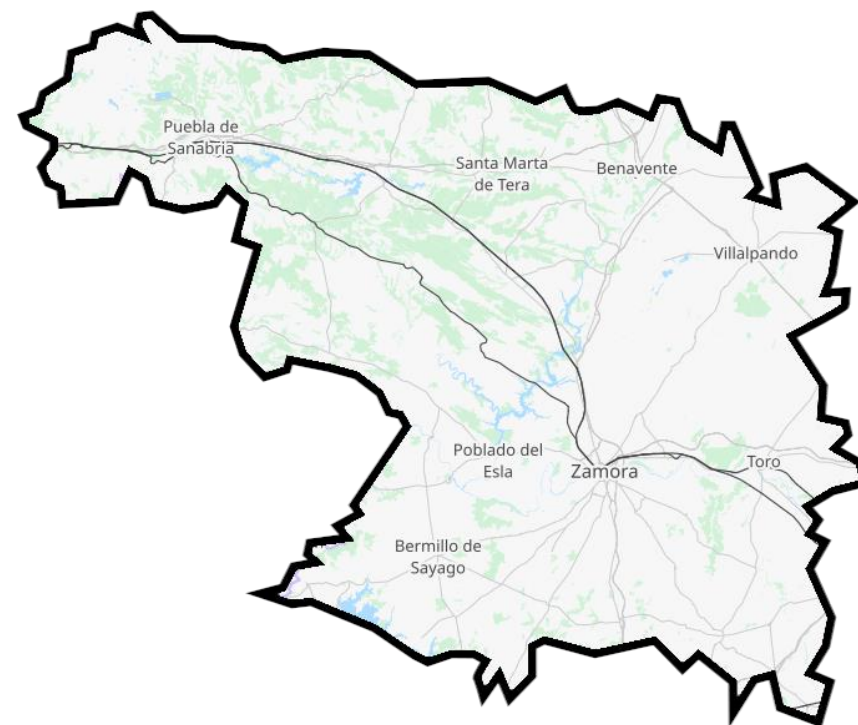 Puebla de
Sanabria
Santa Marta
de Tera
Benavente
Villalpando
Poblado del
Esla
Zamora
Toro
Bermillo de
Sayago